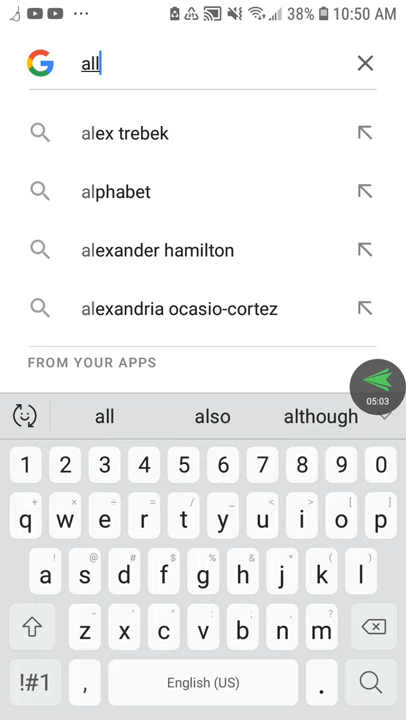 38% 10:50 AM
G all
alex trebek
alphabet
alexander hamilton
alexandria ocasio-cortez
FROM YOUR APPS
05:03
all also although
1 2 3 4 5 6 7 8 9 0
+ × ÷ = / _ < > [ ]
q w e r t y u i o p
! @ # $ % & * ( )
a s d f g h j k l
- ' " : ; , ?
z x c v b n m
!#1 , English (US) .